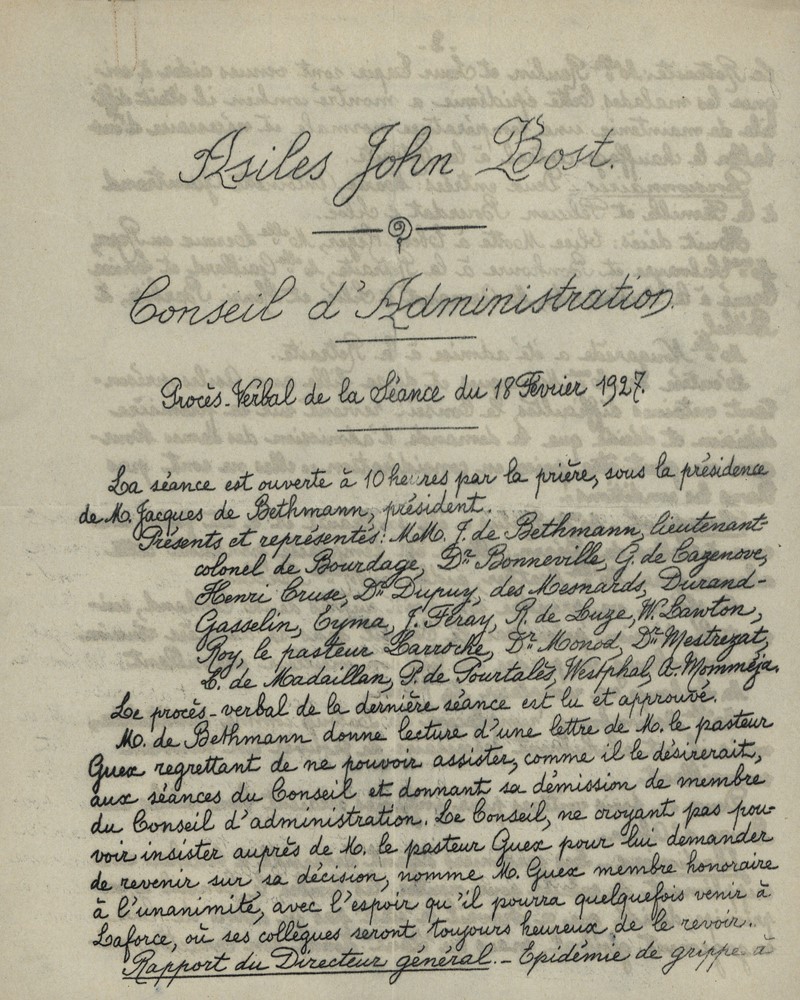 Asiles John Bost.
Conseil d'Administration
Procès-Verbal de la Séance du 18 Février 1927.
La séance est ouverte à 10 heures par la prière, sous la présidence
de M. Jacques de Bethmann, président.
Présents et représentés: MM. J. de Bethmann, lieutenant-
colonel de Bourdage, Dr Bonneville, G. de Cazenove,
Henri Cruse, Dr Dupuy, des Mesnards, Durand-
Gasselin, Eyma, J. Féray, R. de Luze, W. Lawton,
Roy, le pasteur Larroche, Dr Monod, Dr Mestrezat,
L. de Madaillan, P. de Pourtalès, Westphal, A. Momméja.
Le procès-verbal de la dernière séance est lu et approuvé.
M. de Bethmann donne lecture d'une lettre de M. le pasteur
Guex regrettant de ne pouvoir assister, comme il le désirerait,
aux séances du Conseil et donnant sa démission de membre
du Conseil d'administration. Le Conseil, ne croyant pas pou-
voir insister auprès de M. le pasteur Guex pour lui demander
de revenir sur sa décision, nomme M. Guex membre honoraire
à l'unanimité, avec l'espoir qu'il pourra quelquefois venir à
Laforce, où ses collègues seront toujours heureux de le revoir.
Rapport du Directeur général. - Epidémie de grippe à